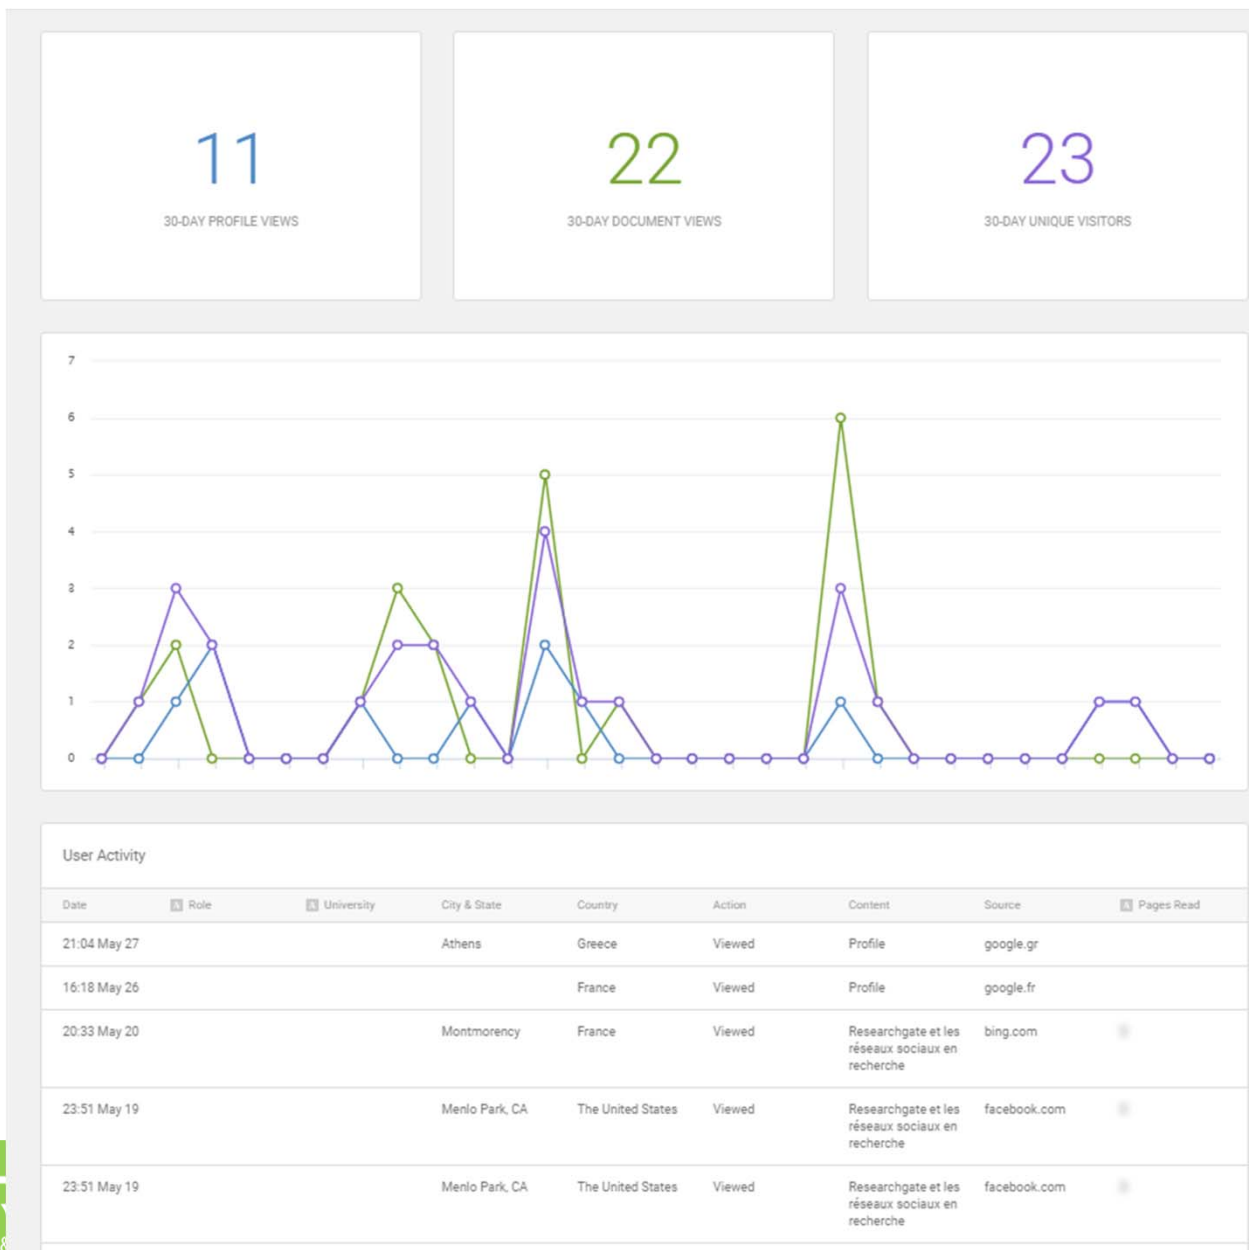 11
30-DAY PROFILE VIEWS
22
30-DAY DOCUMENT VIEWS
23
30-DAY UNIQUE VISITORS
7
6
5
4
3
2
1
0
User Activity
Date A Role A University City & State Country Action Content Source A Pages Read
21:04 May 27 Athens Greece Viewed Profile google.gr
16:18 May 26 France Viewed Profile google.fr
20:33 May 20 Montmorency France Viewed Researchgate et les bing.com
réseaux sociaux en
recherche
23:51 May 19 Menlo Park, CA The United States Viewed Researchgate et les facebook.com
réseaux sociaux en
recherche
23:51 May 19 Menlo Park, CA The United States Viewed Researchgate et les facebook.com
réseaux sociaux en
recherche